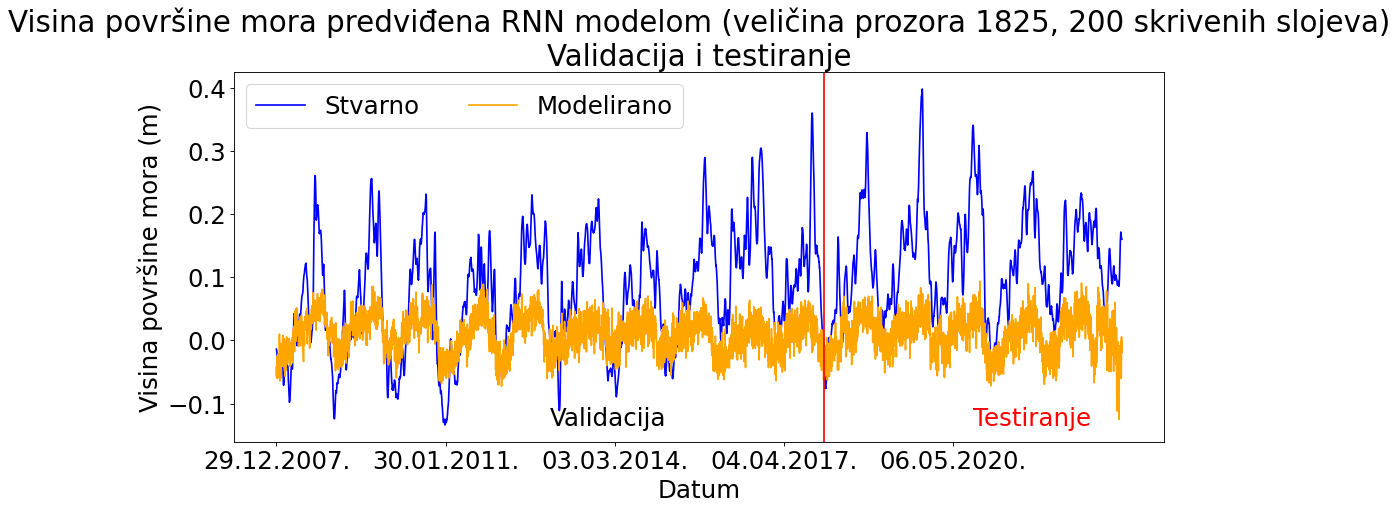 Visina površine mora predviđena RNN modelom (veličina prozora 1825, 200 skrivenih slojeva)
Validacija i testiranje
Stvarno
Modelirano
Visina površine mora (m)
0.4
0.3
0.2
0.1
0.0
−0.1
Validacija
Testiranje
29.12.2007.
30.01.2011.
03.03.2014.
04.04.2017.
06.05.2020.
Datum